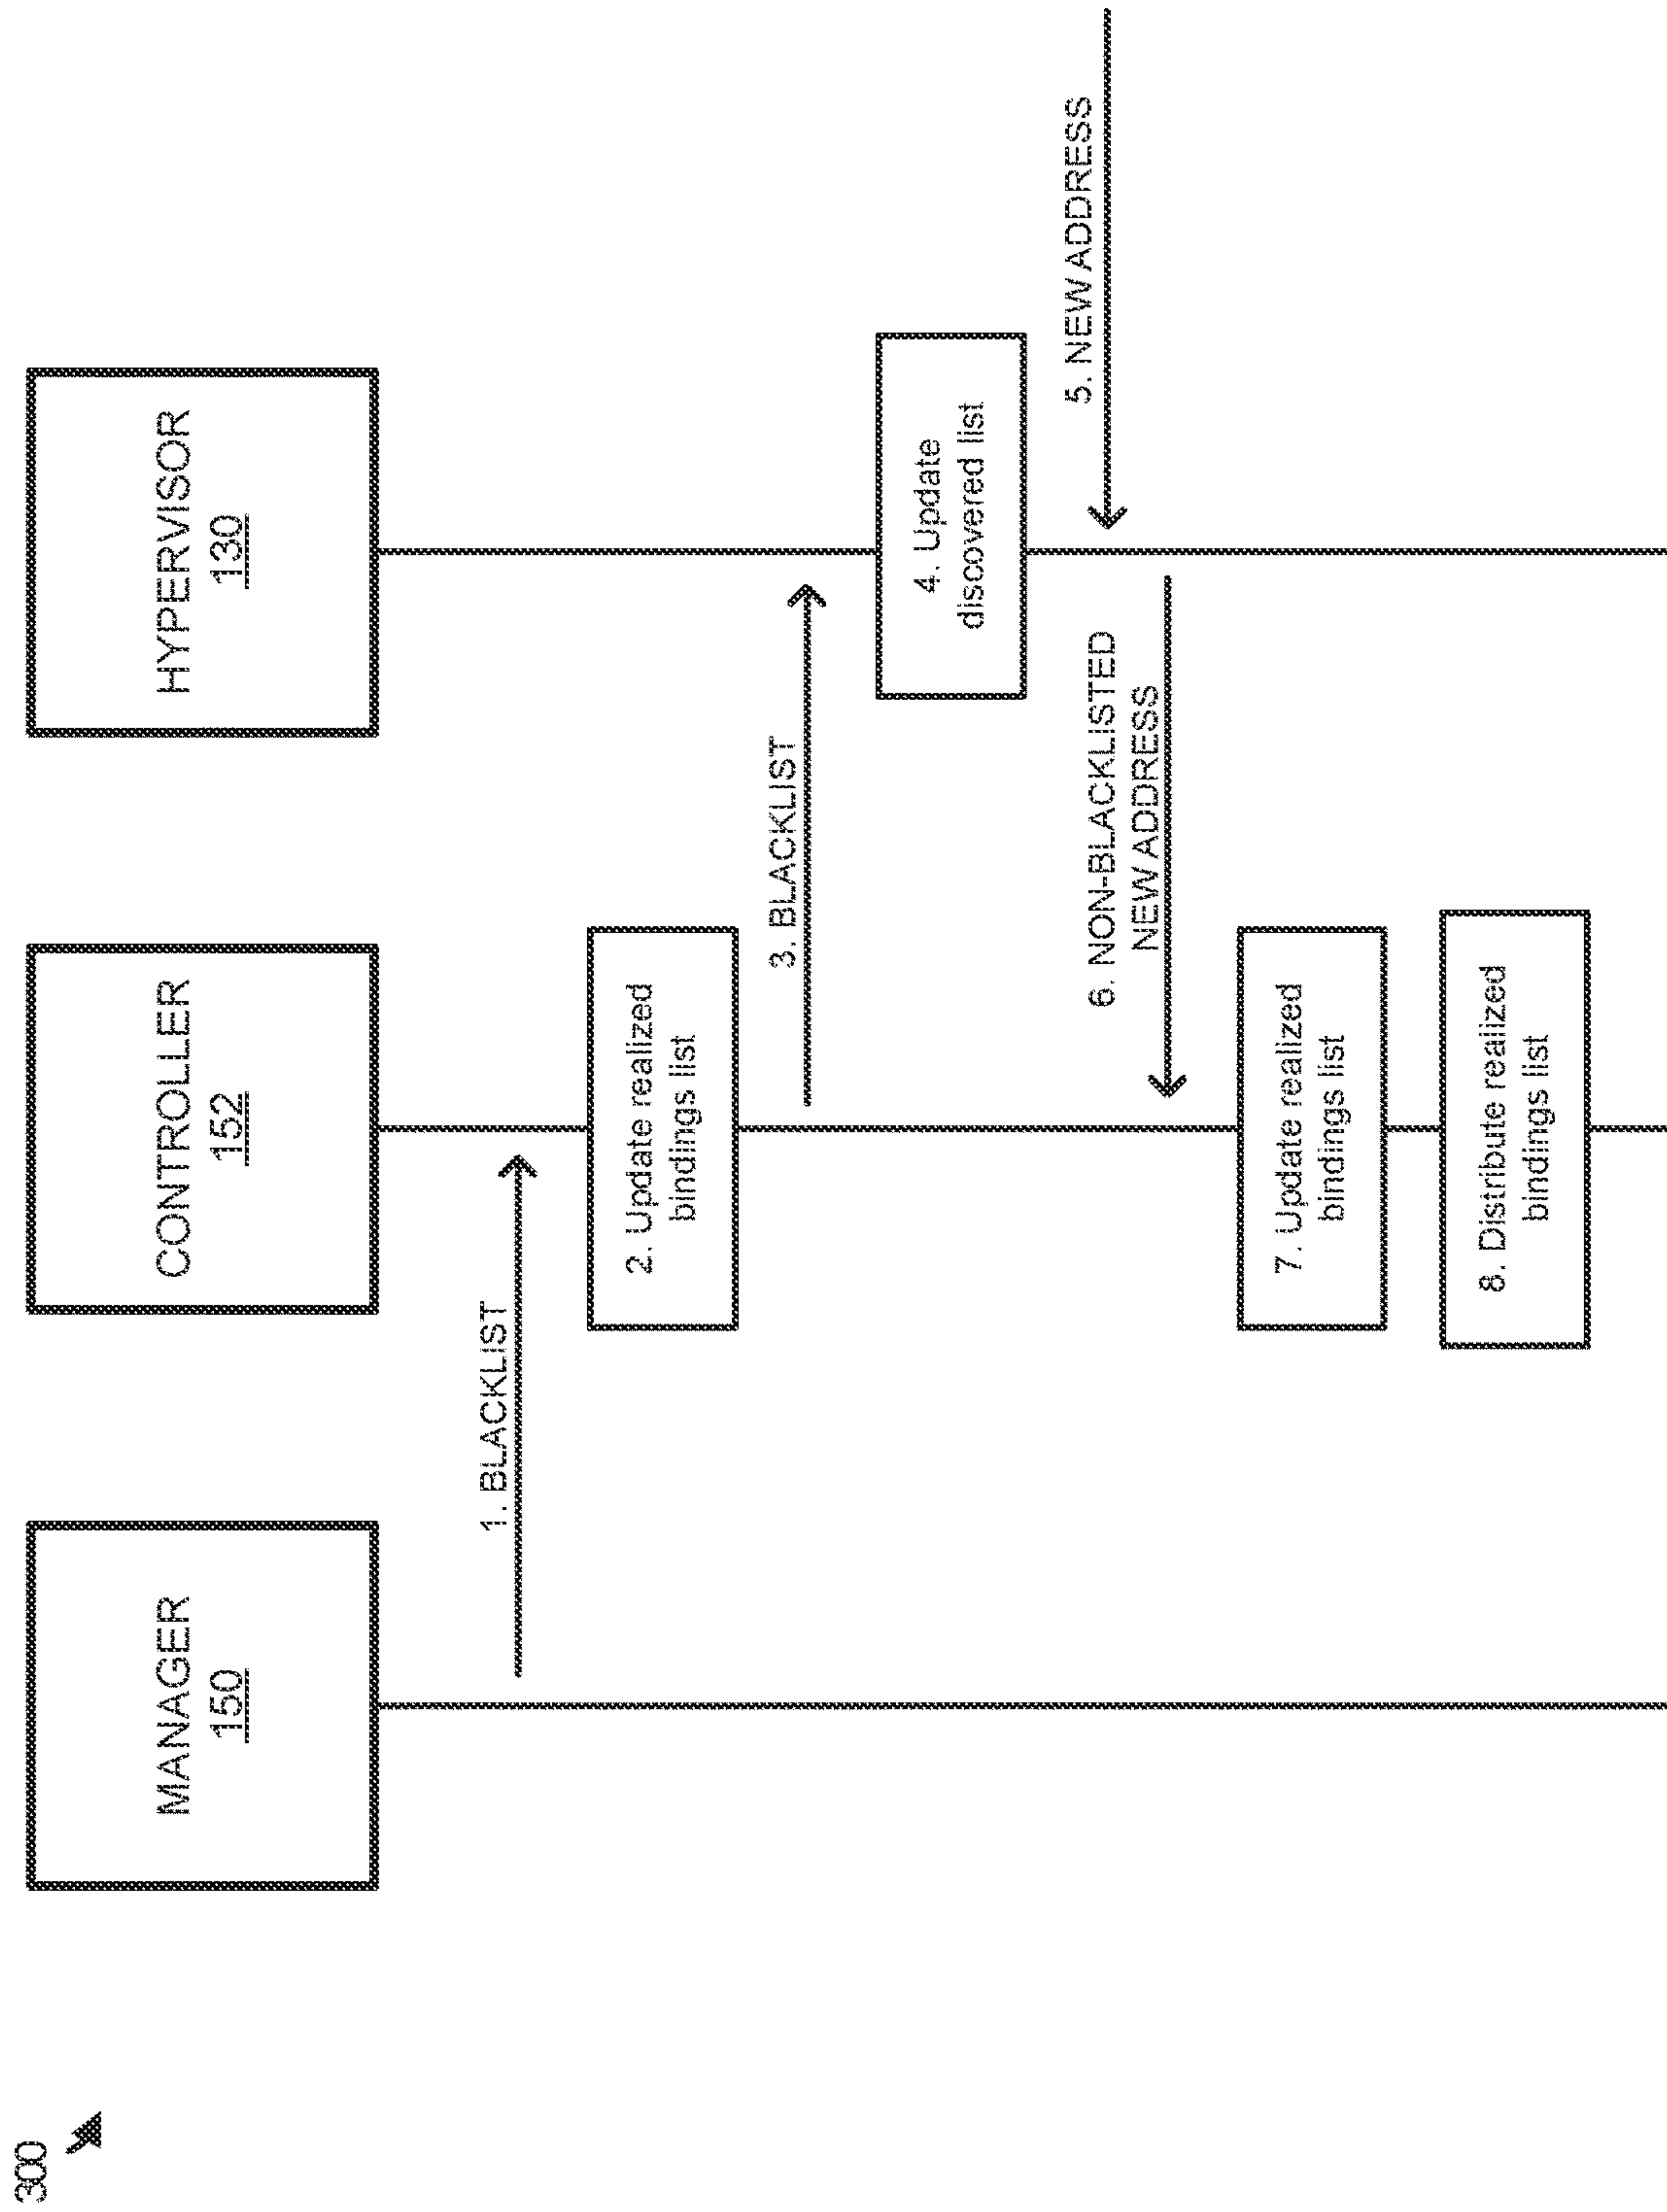 300
MANAGER
150
CONTROLLER
152
HYPERVISOR
130
1. BLACKLIST
2. Update realized
bindings list
3. BLACKLIST
4. Update
discovered list
5. NEW ADDRESS
6. NON-BLACKLISTED
NEW ADDRESS
7. Update realized
bindings list
8. Distribute realized
bindings list